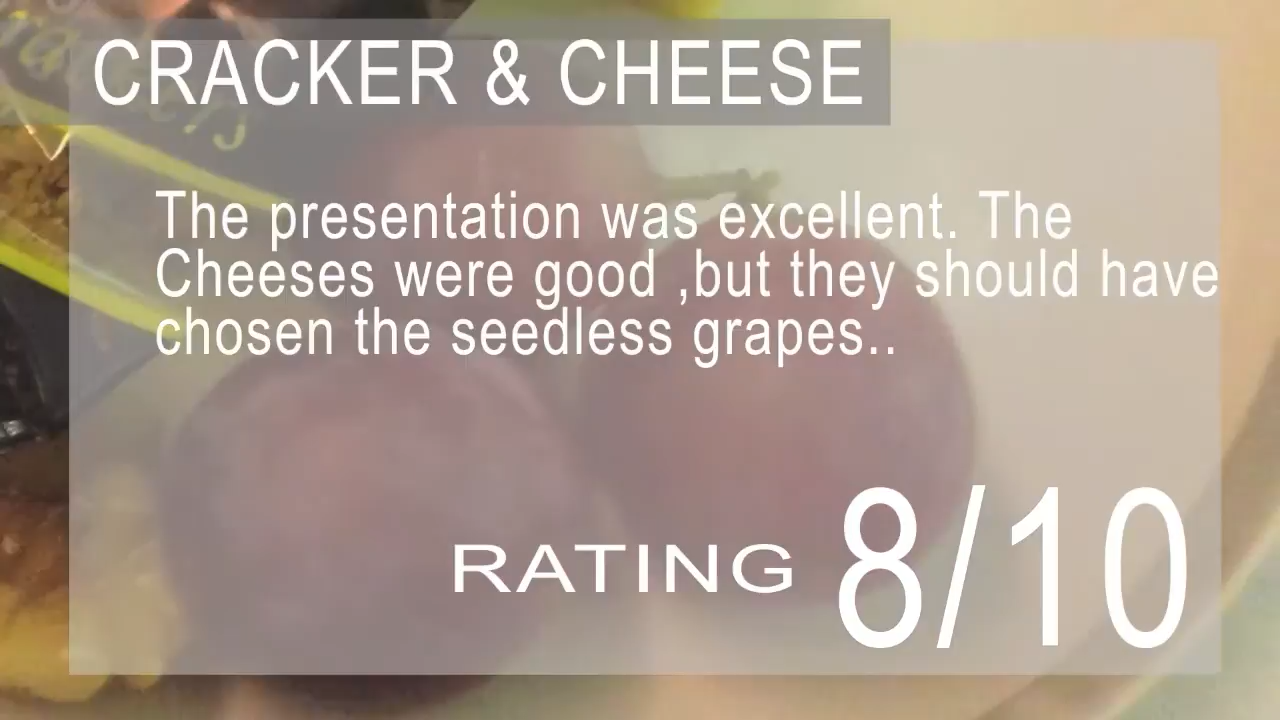 CRACKER & CHEESE
The presentation was excellent. The
Cheeses were good ,but they should have
chosen the seedless grapes..
RATING 8/10